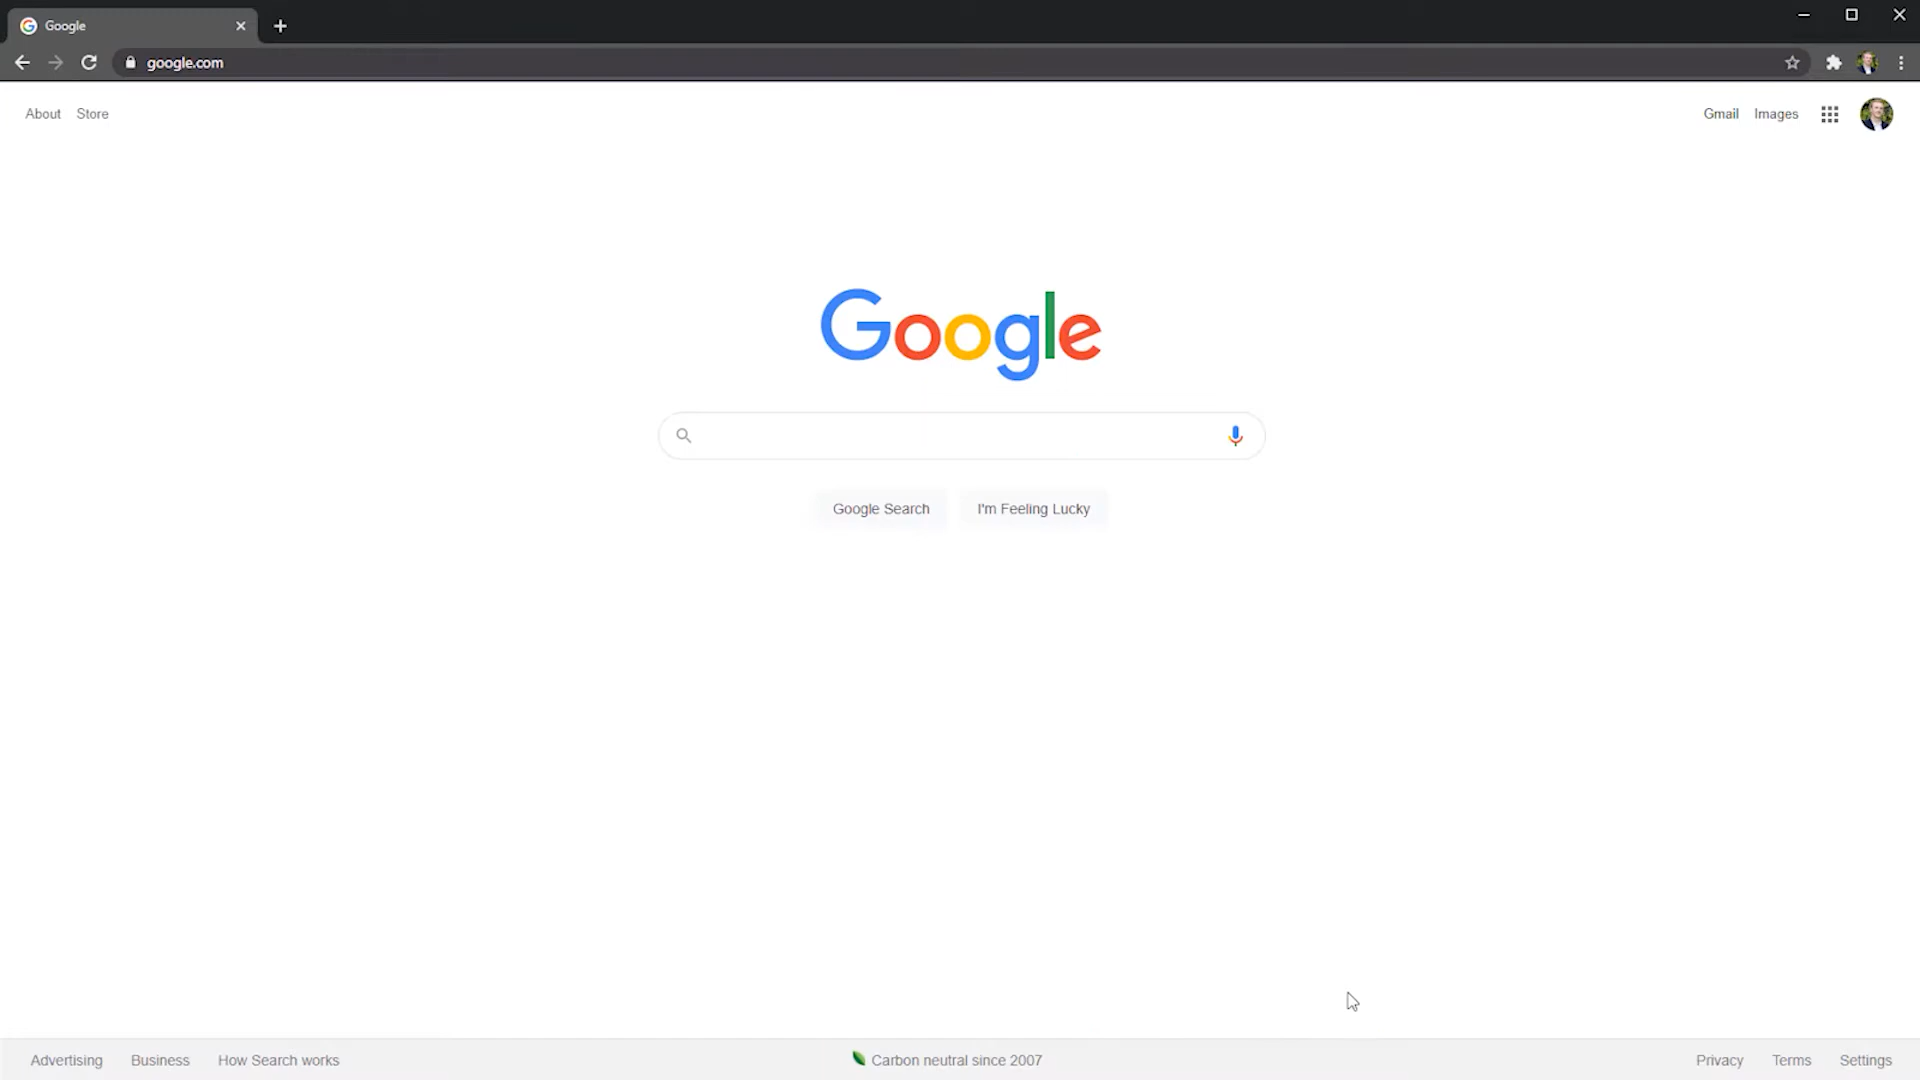 Google
google.com
About Store
Gmail Images
Google
Google Search I'm Feeling Lucky
Advertising Business How Search works
Carbon neutral since 2007
Privacy Terms Settings